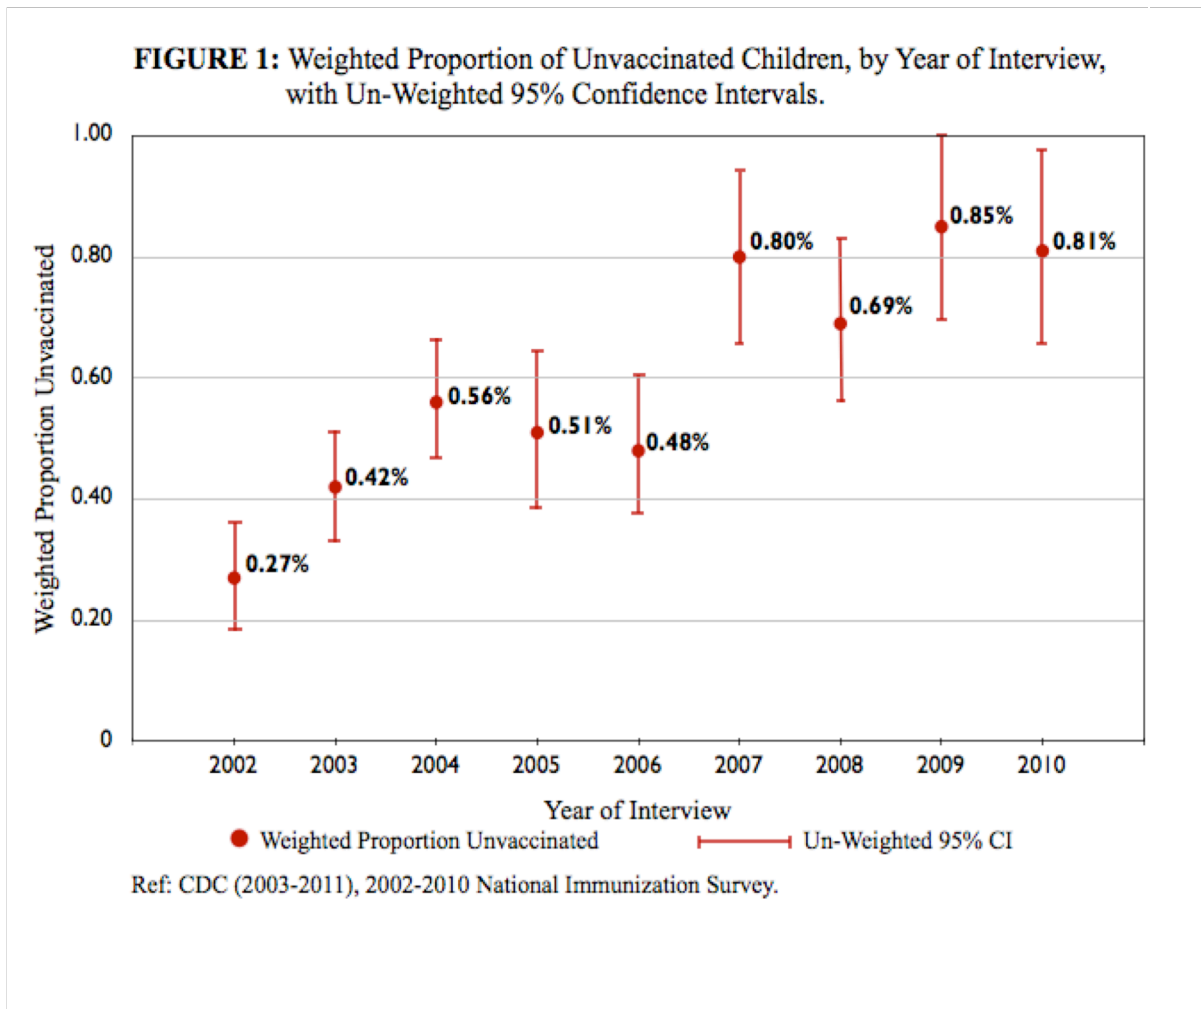 FIGURE 1: Weighted Proportion of Unvaccinated Children, by Year of Interview,
with Un-Weighted 95% Confidence Intervals.
Weighted Proportion Unvaccinated
1.00
0.80
0.60
0.40
0.20
0
0.27%
0.42%
0.56%
0.51%
0.48%
0.80%
0.69%
0.85%
0.81%
2002 2003 2004 2005 2006 2007 2008 2009 2010
Year of Interview
Weighted Proportion Unvaccinated Un-Weighted 95% CI
Ref: CDC (2003-2011), 2002-2010 National Immunization Survey.